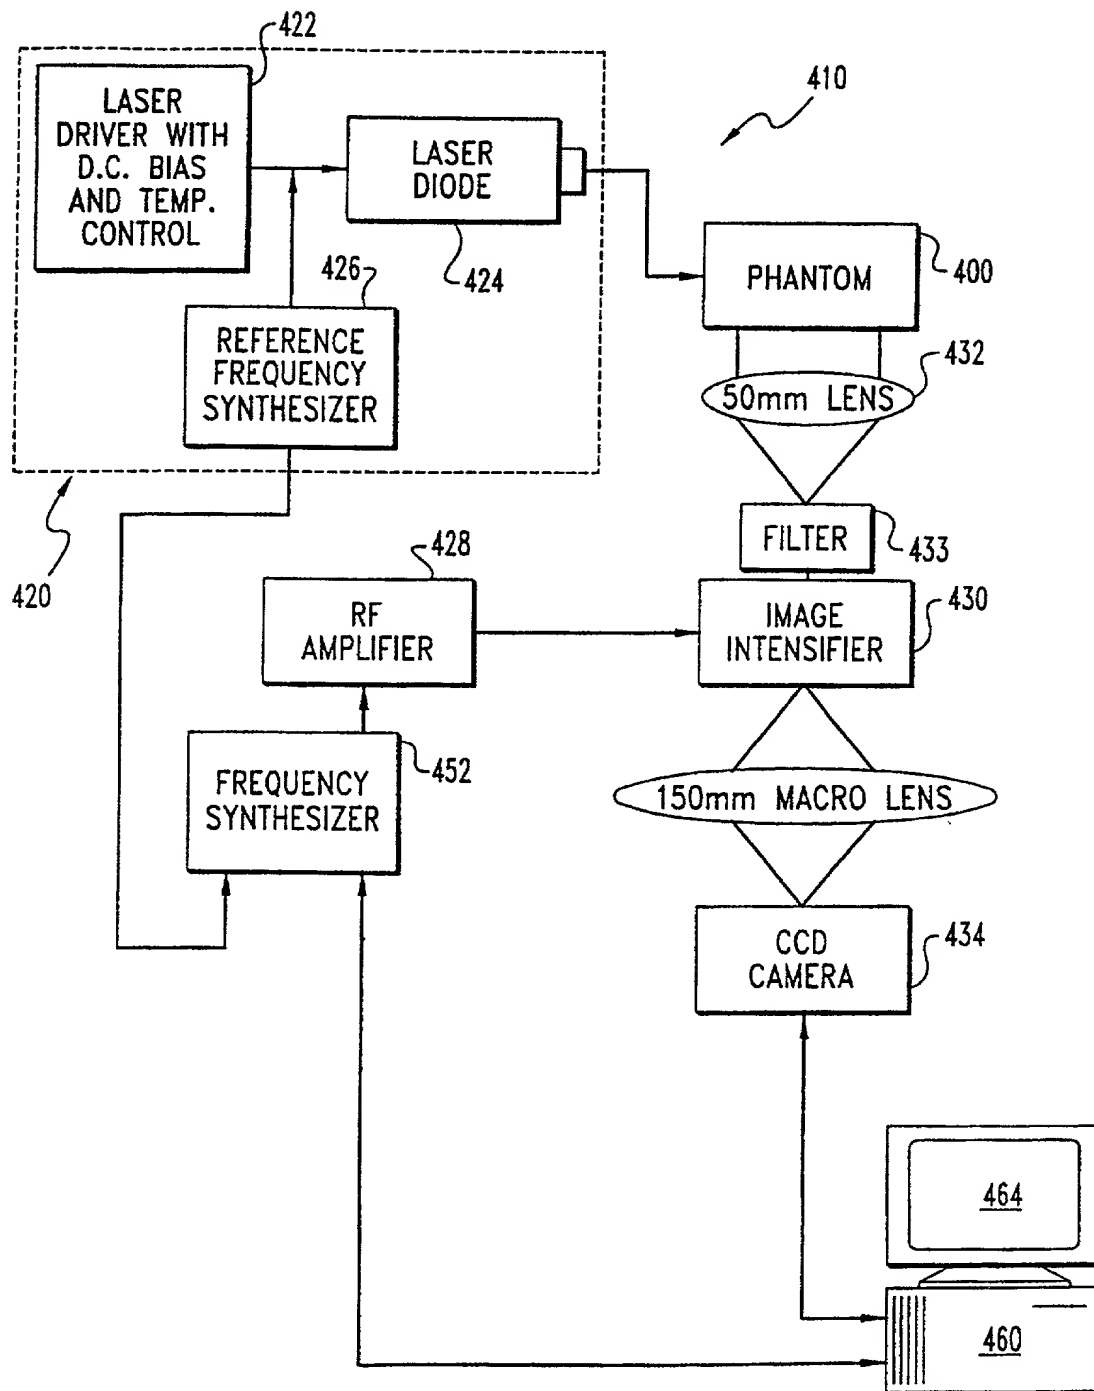 422
LASER
DRIVER WITH
D.C. BIAS
AND TEMP.
CONTROL
LASER
DIODE
424
410
426
REFERENCE
FREQUENCY
SYNTHESIZER
420
PHANTOM
400
432
50mm LENS
FILTER
433
428
RF
AMPLIFIER
IMAGE
INTENSIFIER
430
FREQUENCY
SYNTHESIZER
452
150mm MACRO LENS
CCD
CAMERA
434
464
460